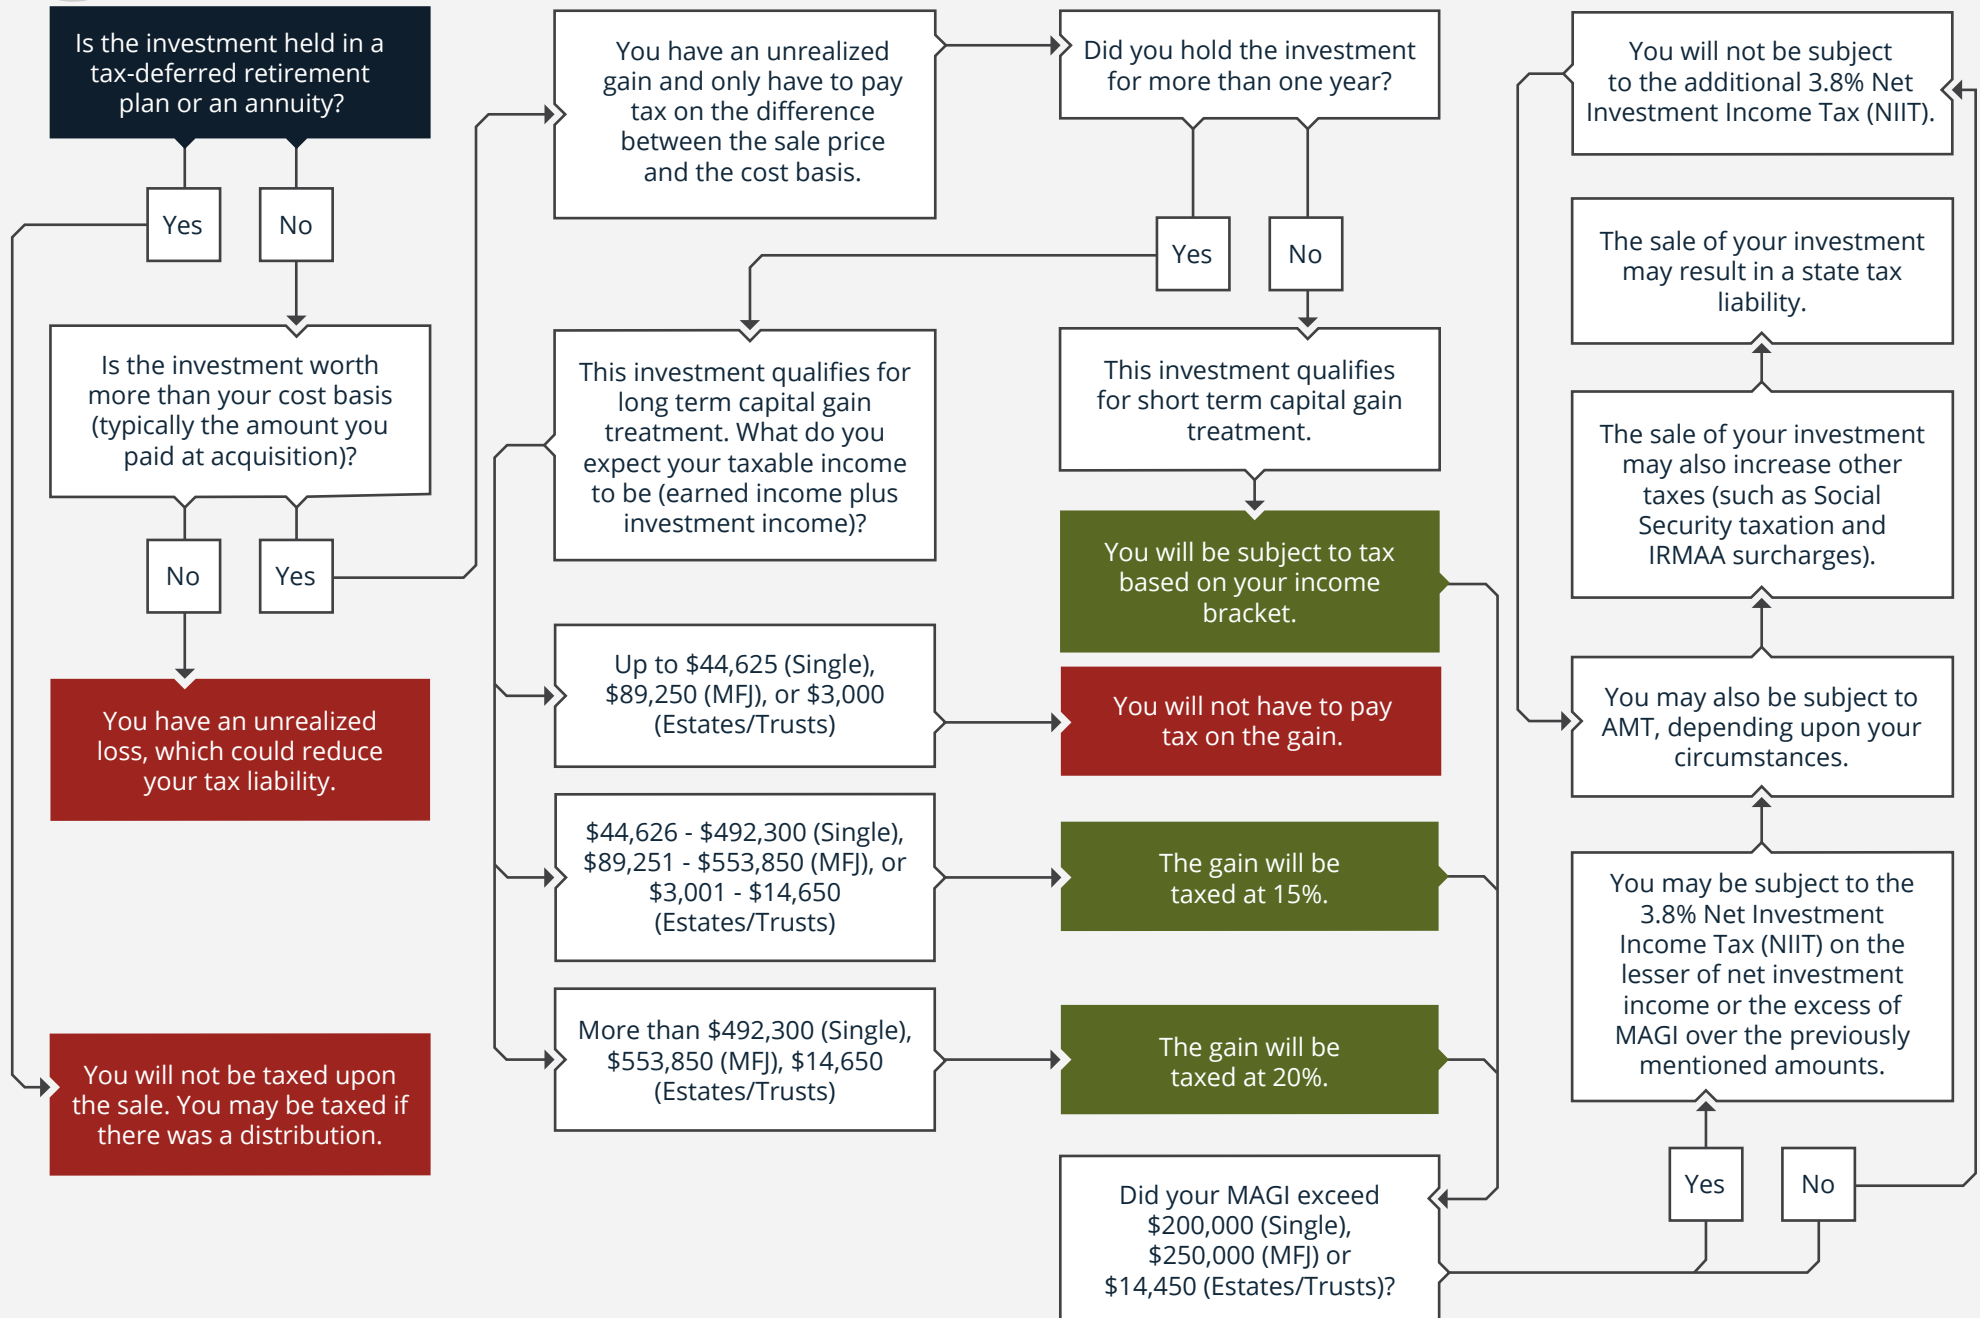 Is the investment held in a
tax-deferred retirement
plan or an annuity?
Yes
No
Is the investment worth
more than your cost basis
(typically the amount you
paid at acquisition)?
No
Yes
You have an unrealized
loss, which could reduce
your tax liability.
You will not be taxed upon
the sale. You may be taxed if
there was a distribution.
You have an unrealized
gain and only have to pay
tax on the difference
between the sale price
and the cost basis.
Did you hold the investment
for more than one year?
Yes
No
This investment qualifies for
long term capital gain
treatment. What do you
expect your taxable income
to be (earned income plus
investment income)?
This investment qualifies
for short term capital gain
treatment.
You will be subject to tax
based on your income
bracket.
Up to $44,625 (Single),
$89,250 (MFJ), or $3,000
(Estates/Trusts)
You will not have to pay
tax on the gain.
$44,626 - $492,300 (Single),
$89,251 - $553,850 (MFJ), or
$3,001 - $14,650
(Estates/Trusts)
The gain will be
taxed at 15%.
More than $492,300 (Single),
$553,850 (MFJ), $14,650
(Estates/Trusts)
The gain will be
taxed at 20%.
Did your MAGI exceed
$200,000 (Single),
$250,000 (MFJ) or
$14,450 (Estates/Trusts)?
Yes
No
You will not be subject
to the additional 3.8% Net
Investment Income Tax (NIIT).
The sale of your investment
may result in a state tax
liability.
The sale of your investment
may also increase other
taxes (such as Social
Security taxation and
IRMAA surcharges).
You may also be subject to
AMT, depending upon your
circumstances.
You may be subject to the
3.8% Net Investment
Income Tax (NIIT) on the
lesser of net investment
income or the excess of
MAGI over the previously
mentioned amounts.